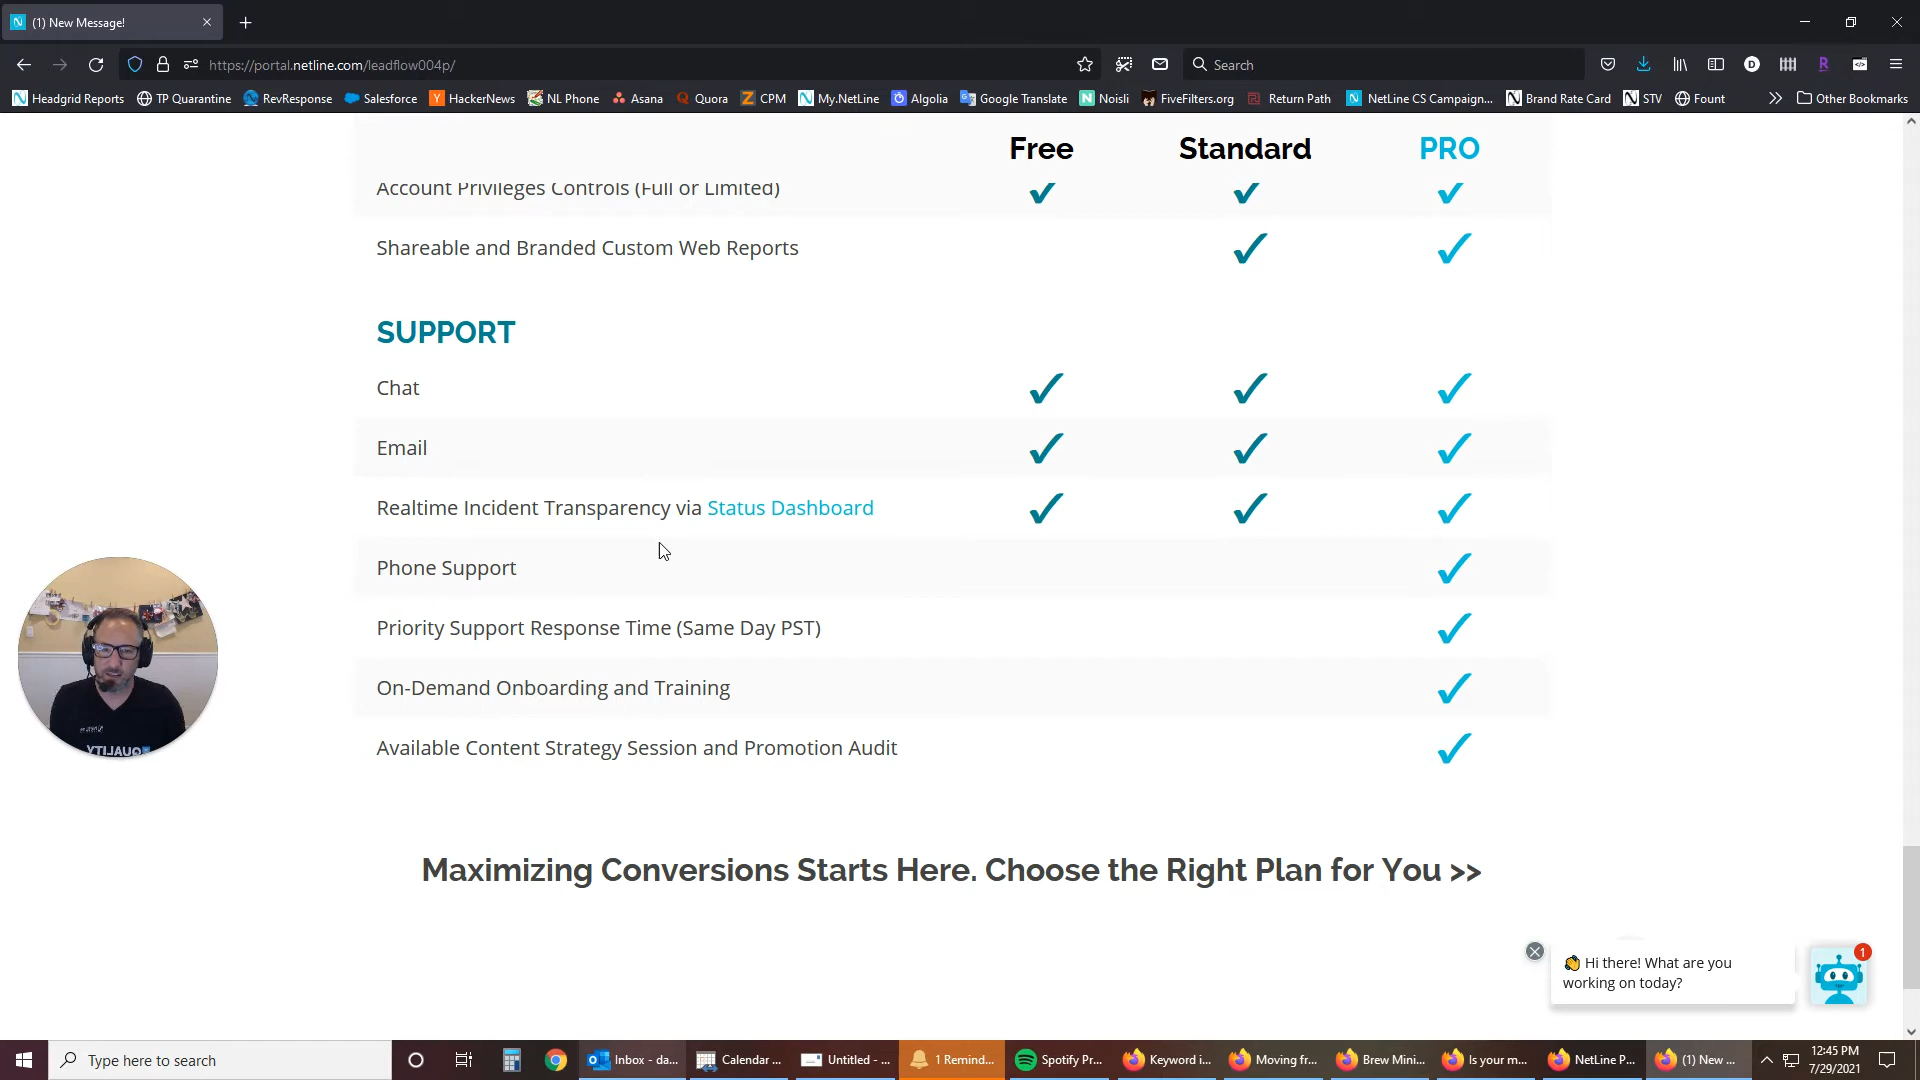 (1) New Message!
https://portal.netline.com/leadflow004p/
Search
Headgrid Reports
TP Quarantine
RevResponse
Salesforce
HackerNews
NL Phone
Asana
Quora
CPM
My.NetLine
Algolia
Google Translate
Noisli
FiveFilters.org
Return Path
NetLine CS Campaign...
Brand Rate Card
STV
Fount
Other Bookmarks
Free Standard PRO
Account Privileges Controls (Full or Limited)
Shareable and Branded Custom Web Reports
SUPPORT
Chat
Email
Realtime Incident Transparency via Status Dashboard
Phone Support
Priority Support Response Time (Same Day PST)
On-Demand Onboarding and Training
Available Content Strategy Session and Promotion Audit
Maximizing Conversions Starts Here. Choose the Right Plan for You >>
Hi there! What are you
working on today?
1
Type here to search
Inbox - da...
Calendar ...
Untitled - ...
1 Remind...
Spotify Pr...
Keyword i...
Moving fr...
Brew Mini...
Is your m...
NetLine P...
(1) New ...
12:45 PM
7/29/2021